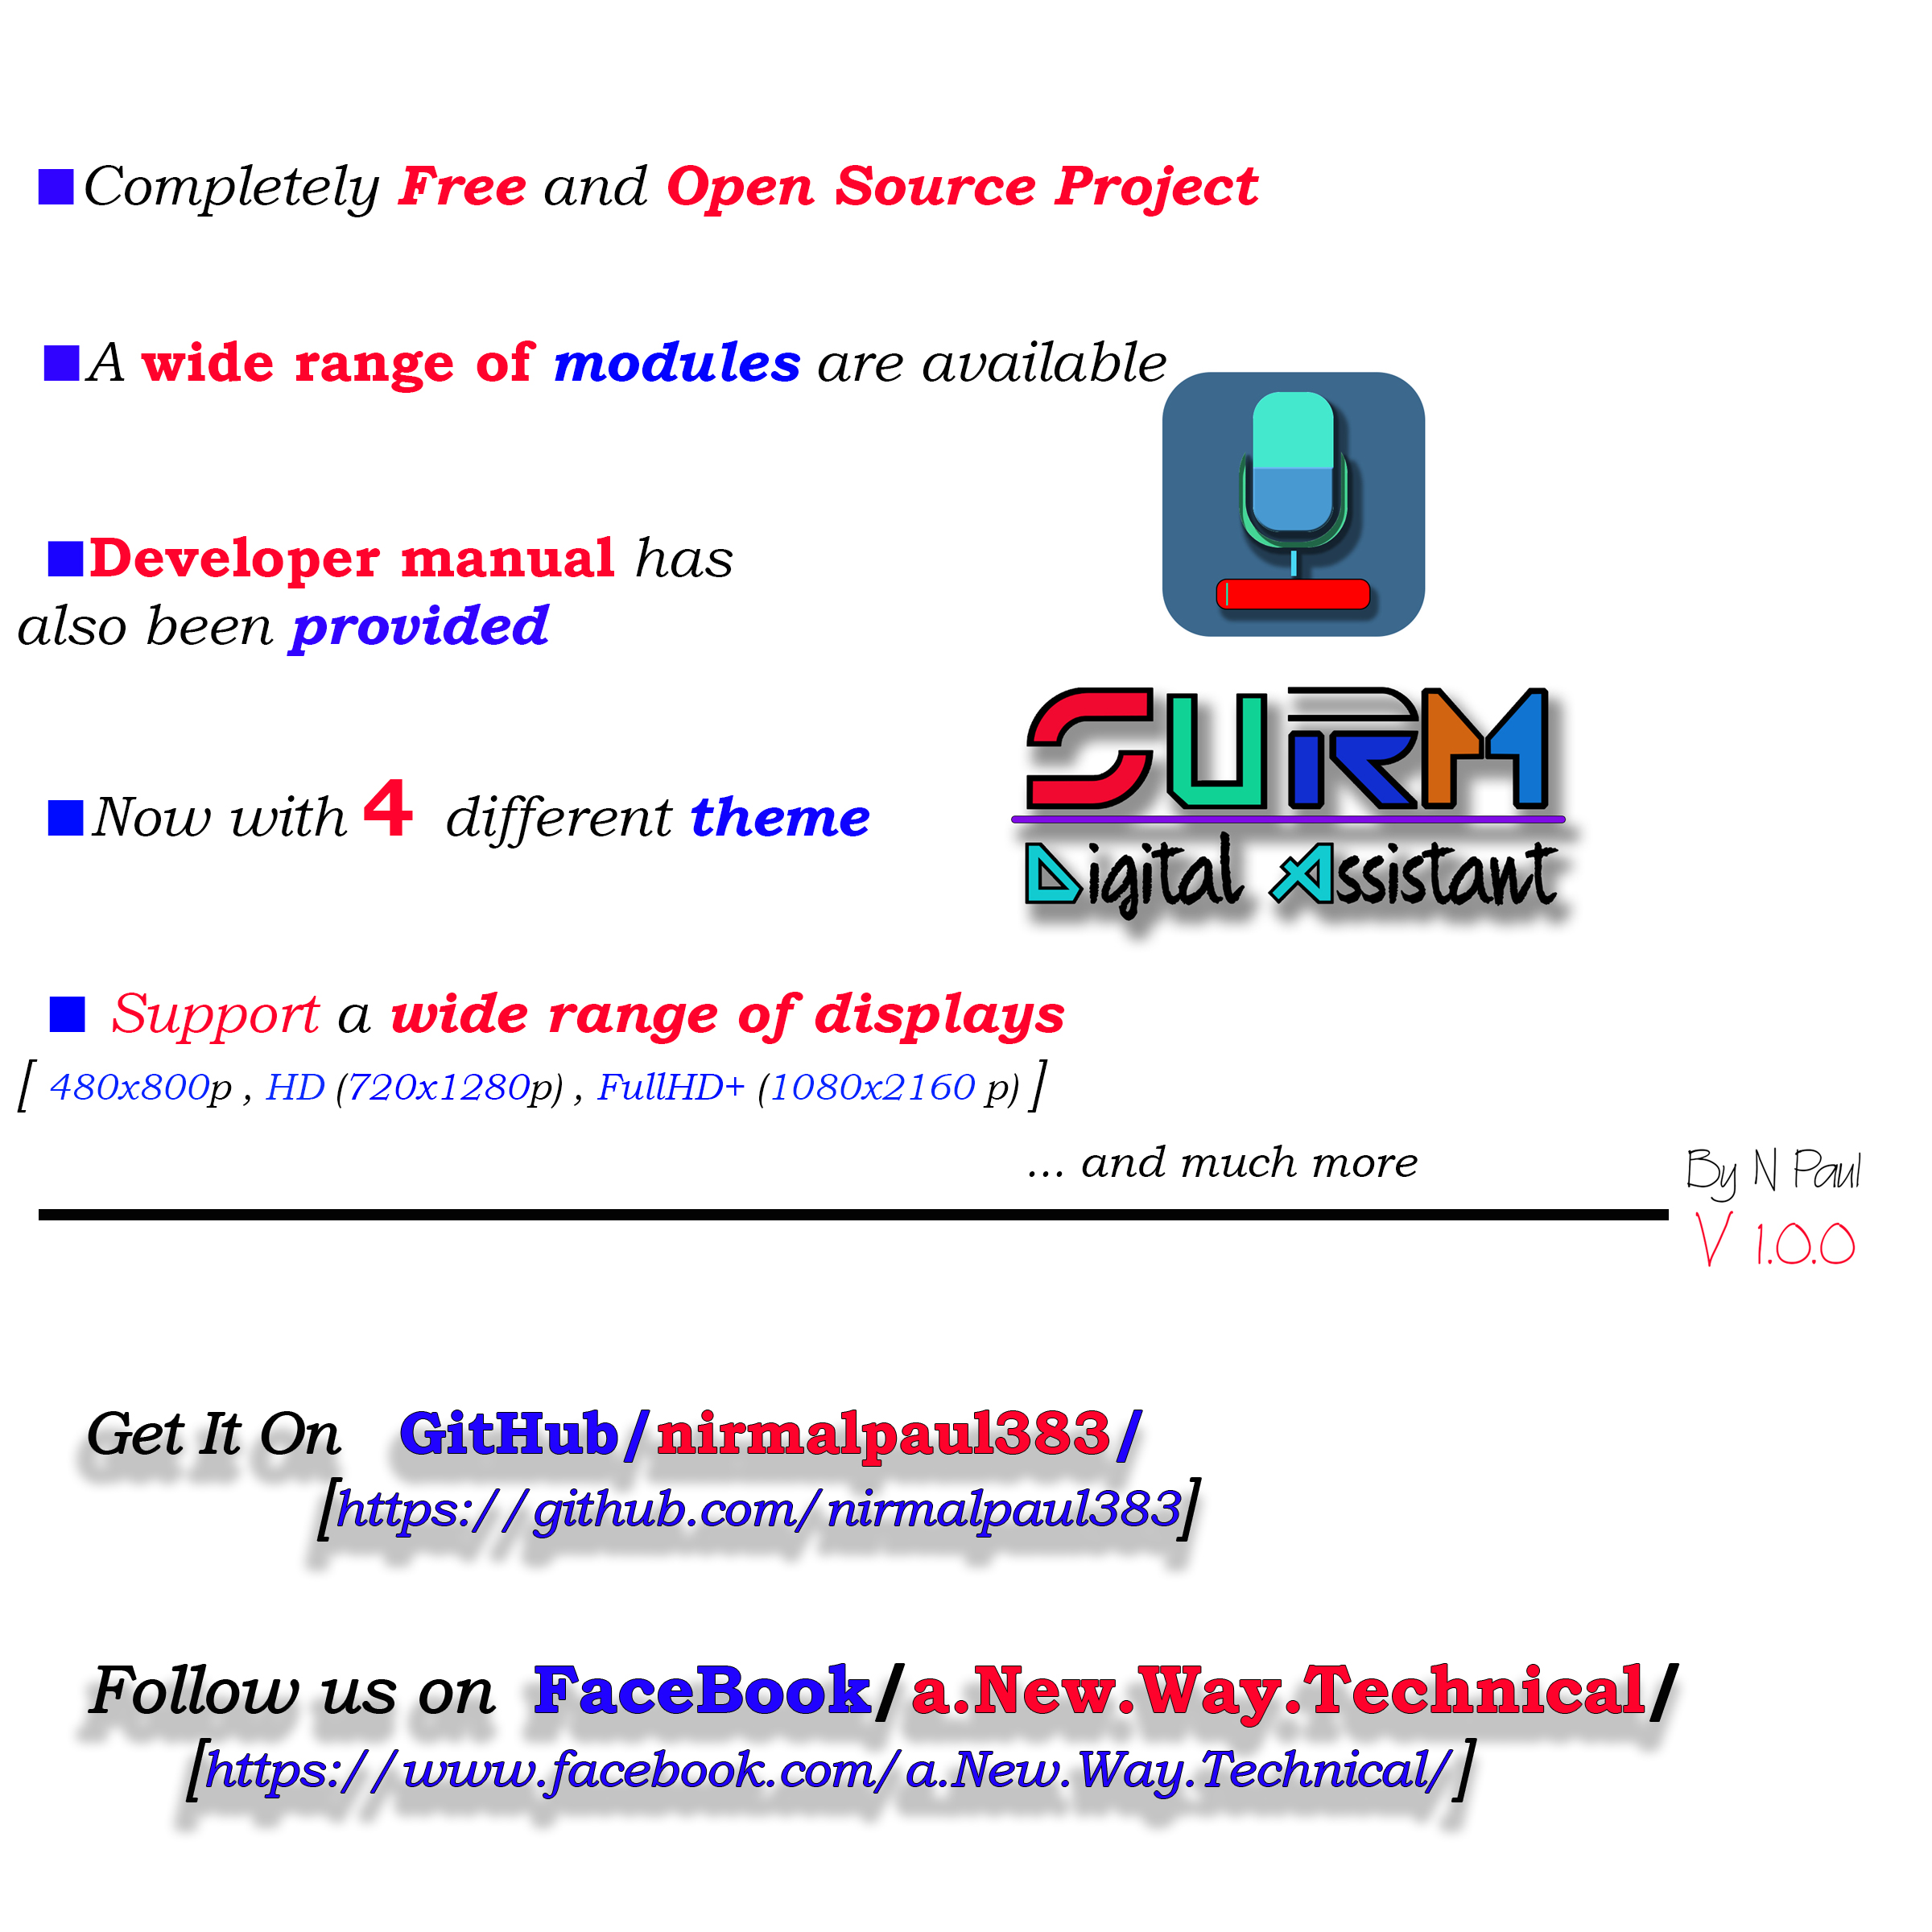 Completely Free and Open Source Project
A wide range of modules are available
Developer manual has
also been provided
SURM
Digital Assistant
Now with 4 different theme
Support a wide range of displays
[ 480x800p , HD (720x1280p) , FullHD+ (1080x2160 p) ]
... and much more
By N Paul
V 1.0.0
Get It On GitHub/nirmalpaul383/
[https://github.com/nirmalpaul383]
Follow us on FaceBook/a.New.Way.Technical/
[https://www.facebook.com/a.New.Way.Technical/]